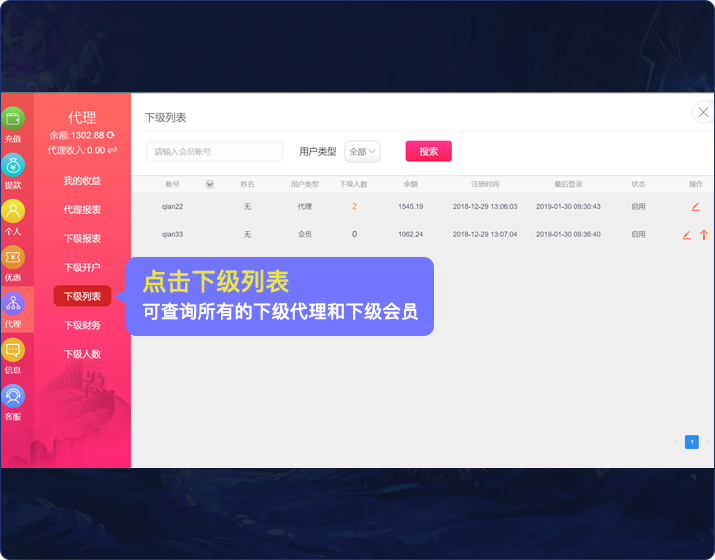 充值
提款
个人
优惠
代理
信息
客服
代理
余额:1302.88
代理收入:0.00
我的收益
代理报表
下级报表
下级开户
下级列表
下级财务
下级人数
下级列表
请输入会员账号
用户类型
全部
搜索
账号 姓名 用户类型 下级人数 余额 注册时间 最后登录 状态 操作
qian22 无 代理 2 1545.19 2018-12-29 13:06:03 2019-01-30 09:30:43 启用
qian33 无 会员 0 1062.24 2018-12-29 13:07:04 2019-01-30 09:36:40 启用
点击下级列表
可查询所有的下级代理和下级会员
1